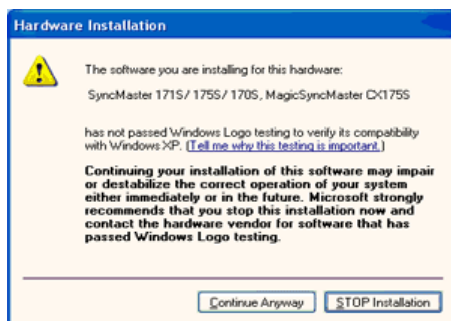 Hardware Installation
The software you are installing for this hardware:
SyncMaster 171S/ 175S/ 170S, MagicSyncMaster CX175S
has not passed Windows Logo testing to verify its compatibility
with Windows XP. (Tell me why this testing is important.)
Continuing your installation of this software may impair
or destabilize the correct operation of your system
either immediately or in the future. Microsoft strongly
recommends that you stop this installation now and
contact the hardware vendor for software that has
passed Windows Logo testing.
Continue Anyway STOP Installation